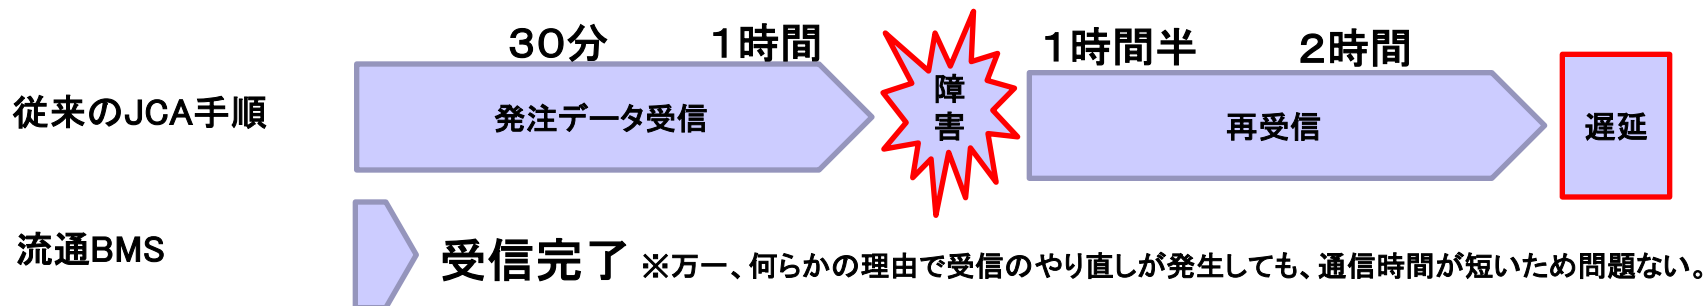 30分 1時間 1時間半 2時間
従来のJCA手順 発注データ受信 障害 再受信 遅延
流通BMS 受信完了 ※万一、何らかの理由で受信のやり直しが発生しても、通信時間が短いため問題ない。